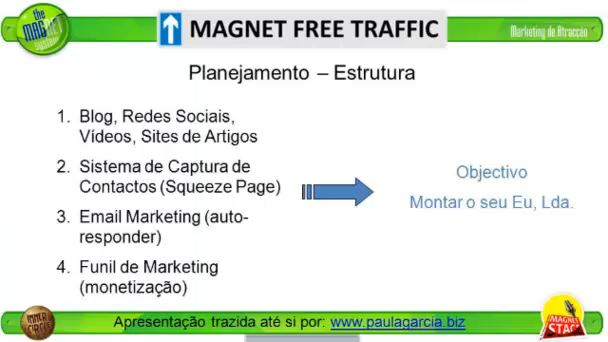 the
MAGNET
system
MAGNET FREE TRAFFIC
Marketing de Atracção
Planejamento – Estrutura
1. Blog, Redes Sociais,
Vídeos, Sites de Artigos
2. Sistema de Captura de
Contactos (Squeeze Page)
3. Email Marketing (auto-
responder)
4. Funil de Marketing
(monetização)
Objectivo
Montar o seu Eu, Lda.
INNER
CIRCLE
Apresentação trazida até si por: www.paulagarcia.biz
MAGNET
STAGE